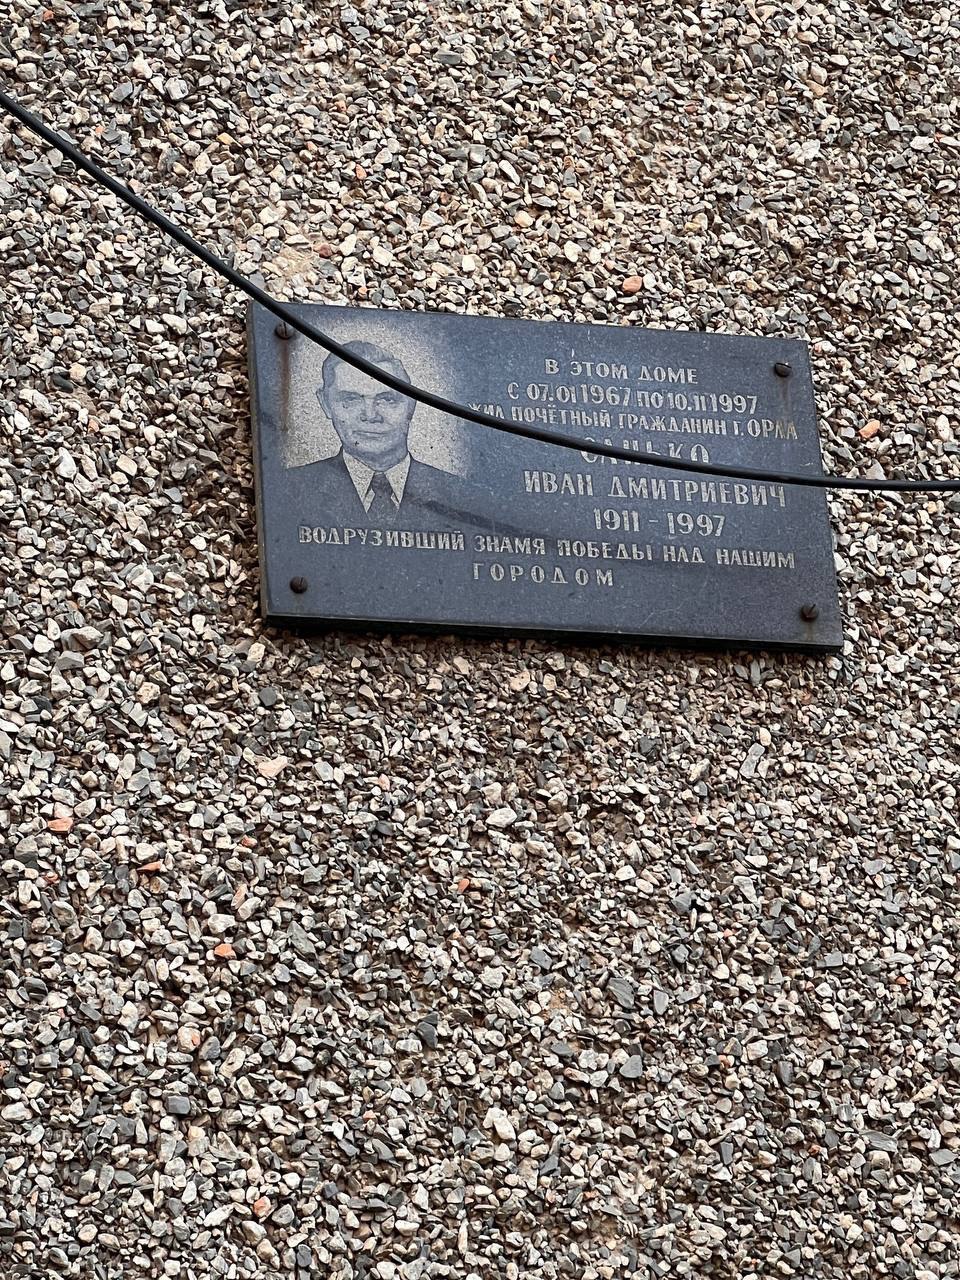 В ЭТОМ ДОМЕ
С 07.01 1967 ПО 10.11 1997
ЖИЛ ПОЧЁТНЫЙ ГРАЖДАНИН Г. ОРЛА
САНЬКО
ИВАН ДМИТРИЕВИЧ
1911 - 1997
ВОДРУЗИВШИЙ ЗНАМЯ ПОБЕДЫ НАД НАШИМ
ГОРОДОМ